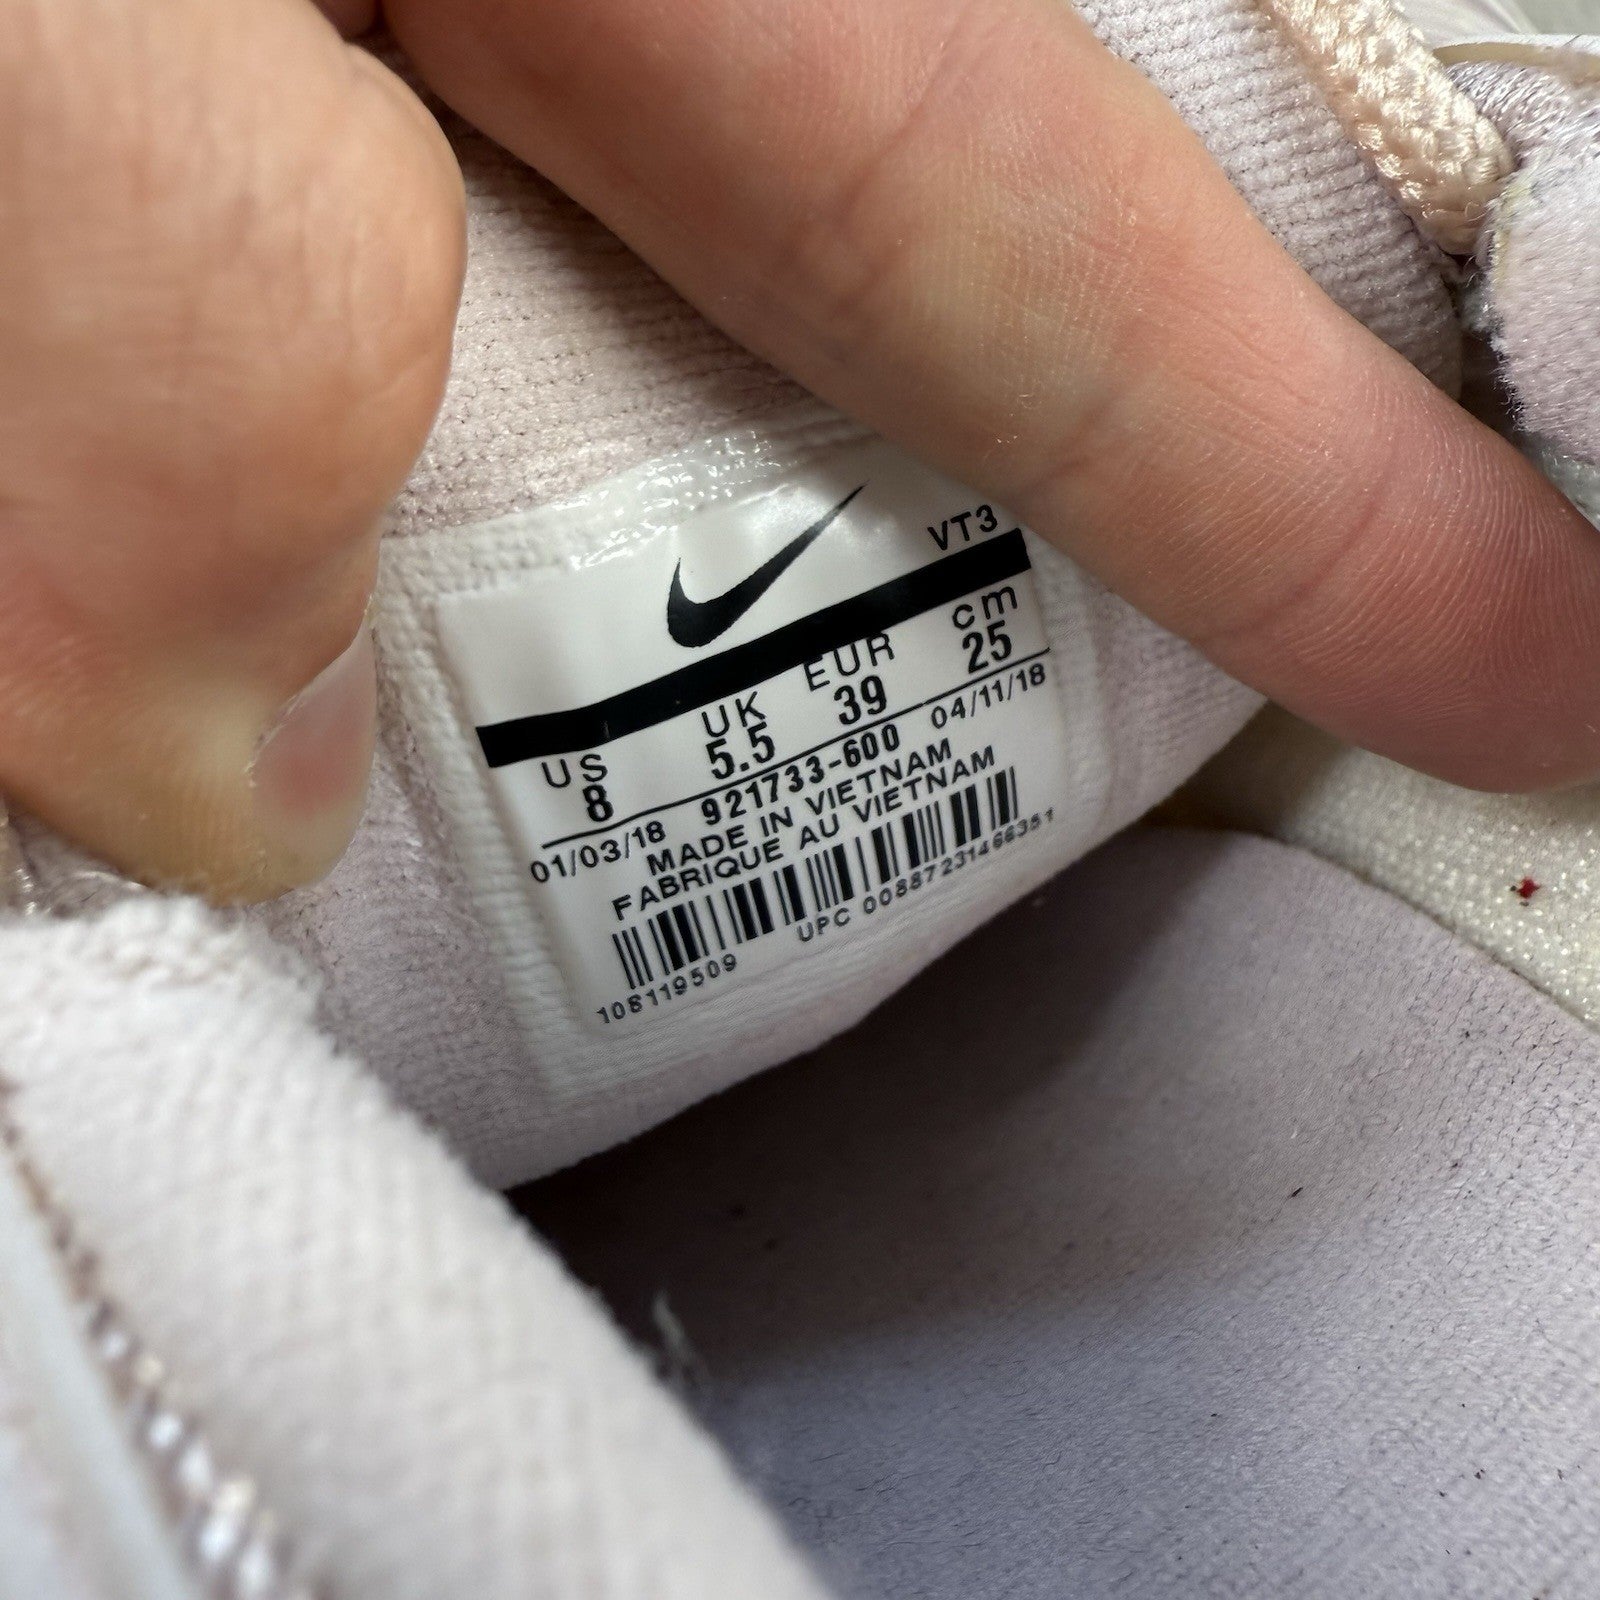 VT3
US UK EUR cm
8 5.5 39 25
01/03/18 921733-600 04/11/18
MADE IN VIETNAM
FABRIQUE AU VIETNAM
108119509 UPC 00887231466351